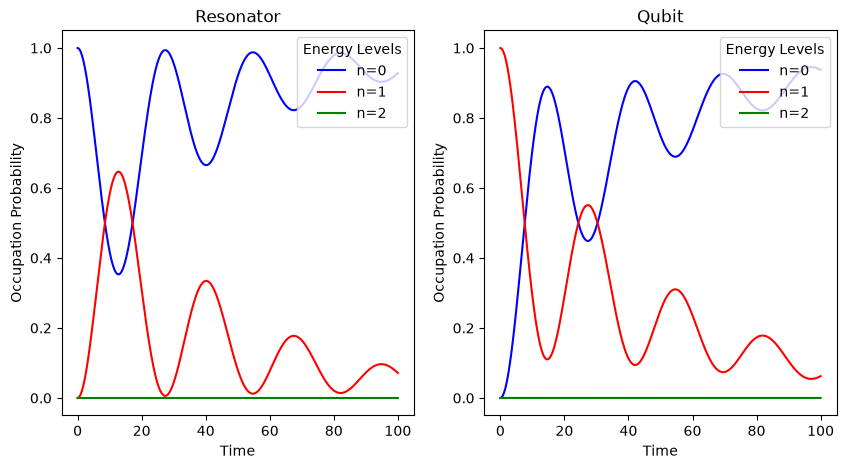 Resonator
Occupation Probability
1.0
0.8
0.6
0.4
0.2
0.0
Energy Levels
n=0
n=1
n=2
0 20 40 60 80 100
Time
Qubit
Occupation Probability
1.0
0.8
0.6
0.4
0.2
0.0
Energy Levels
n=0
n=1
n=2
0 20 40 60 80 100
Time